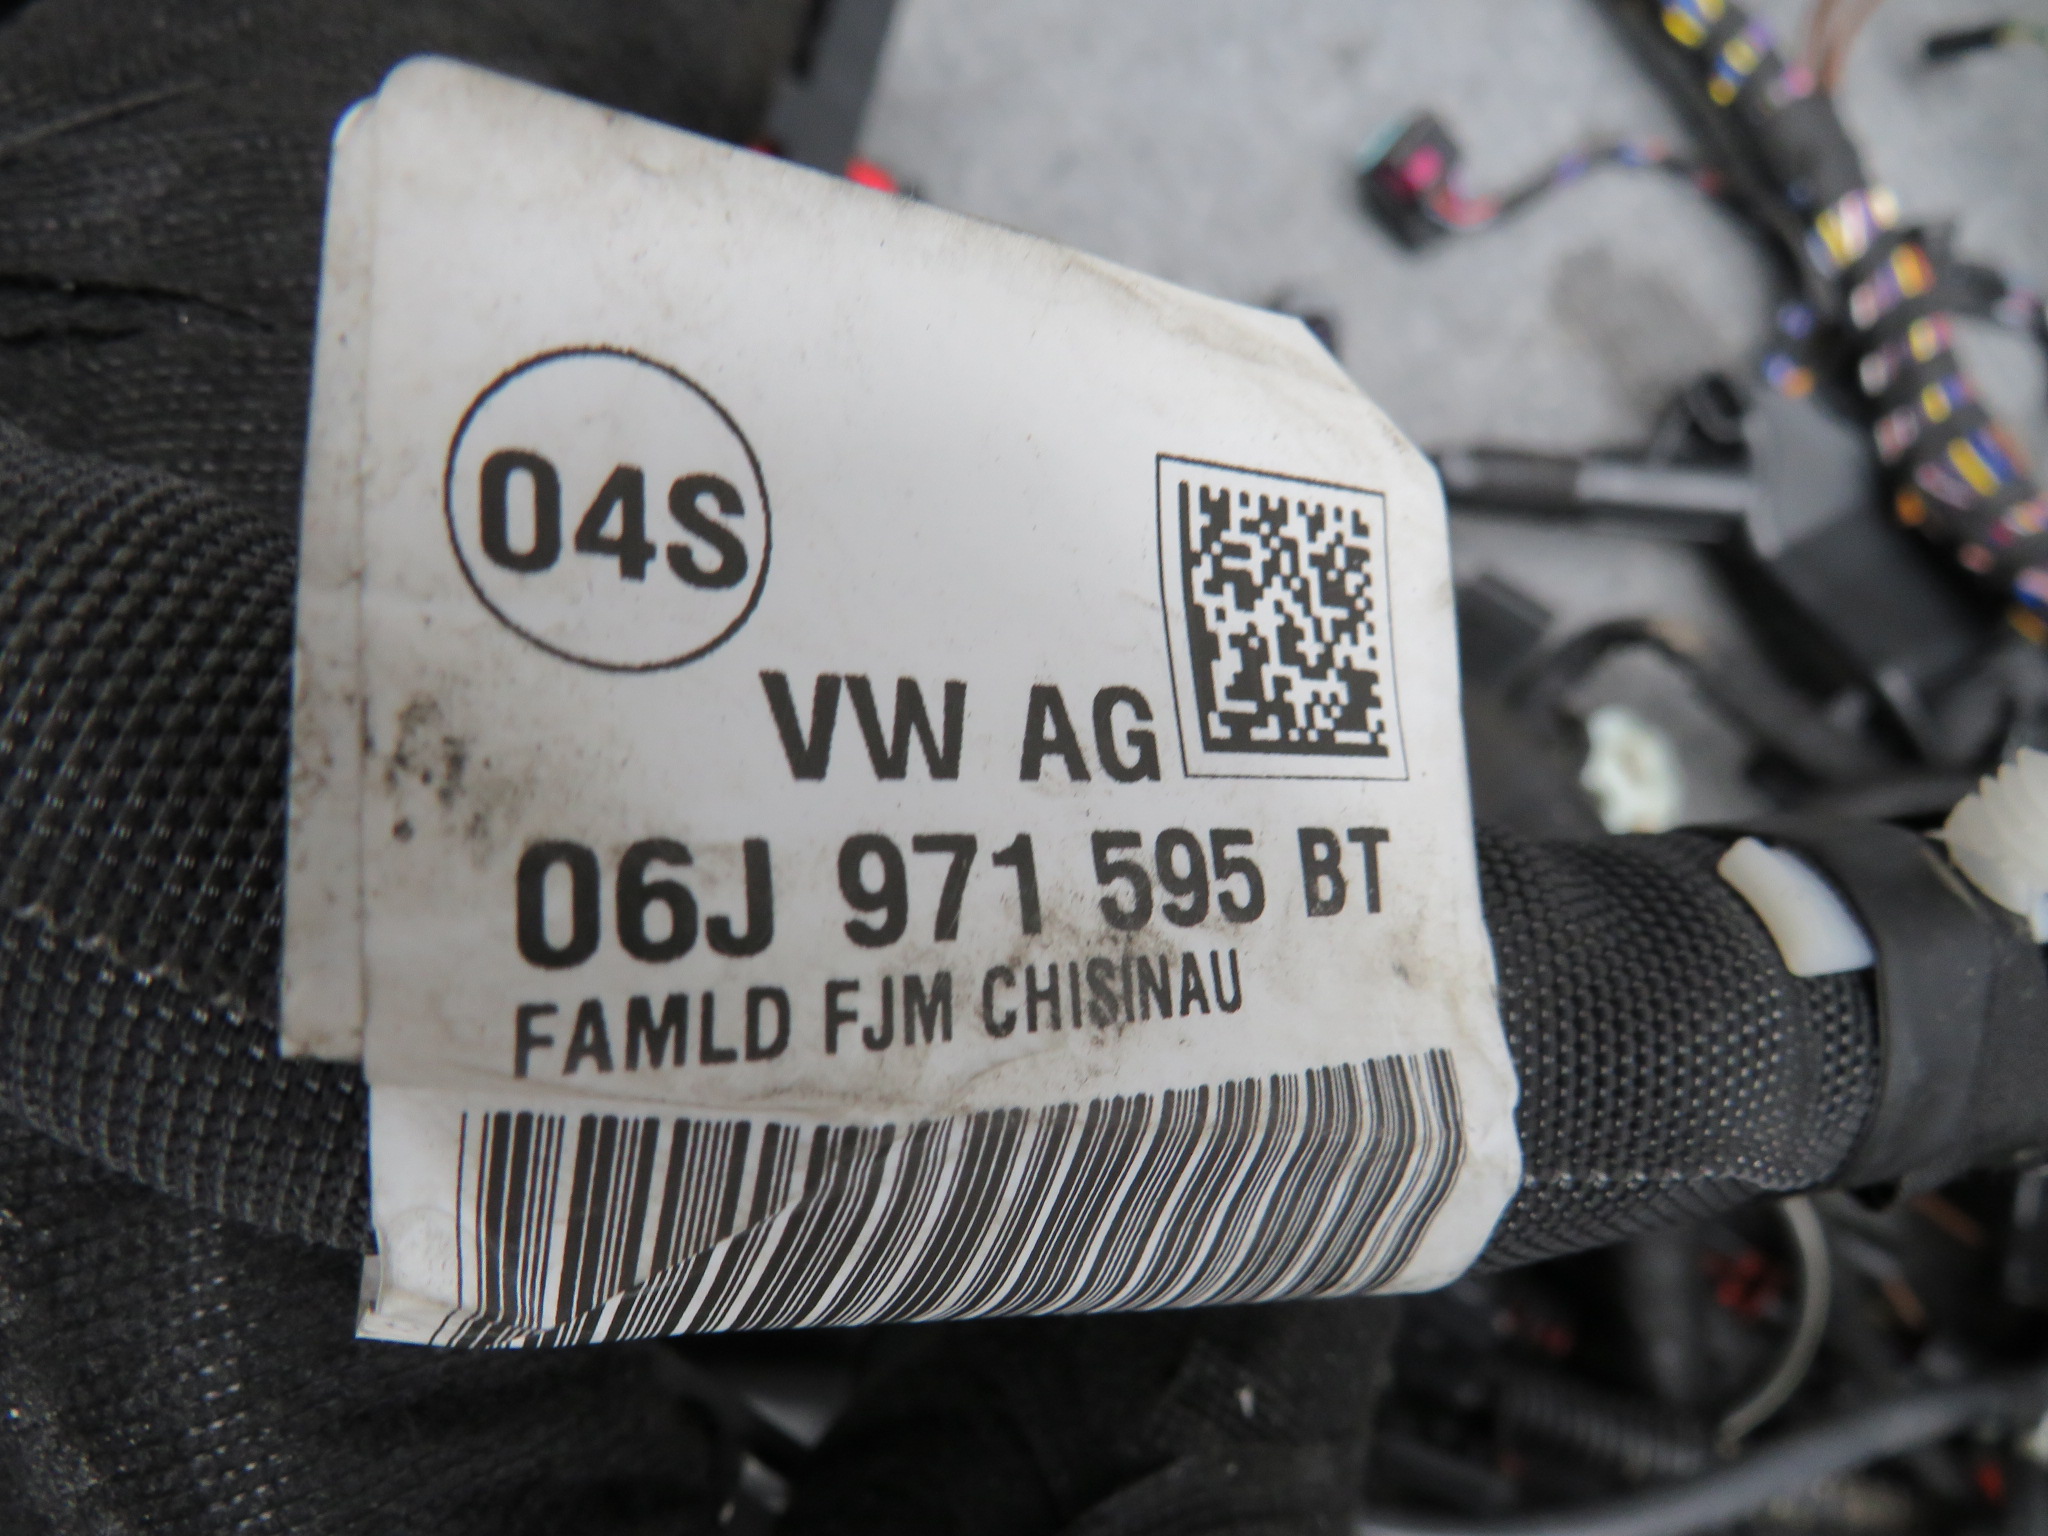 04S
VW AG
06J 971 595 BT
FAMLD FJM CHISINAU